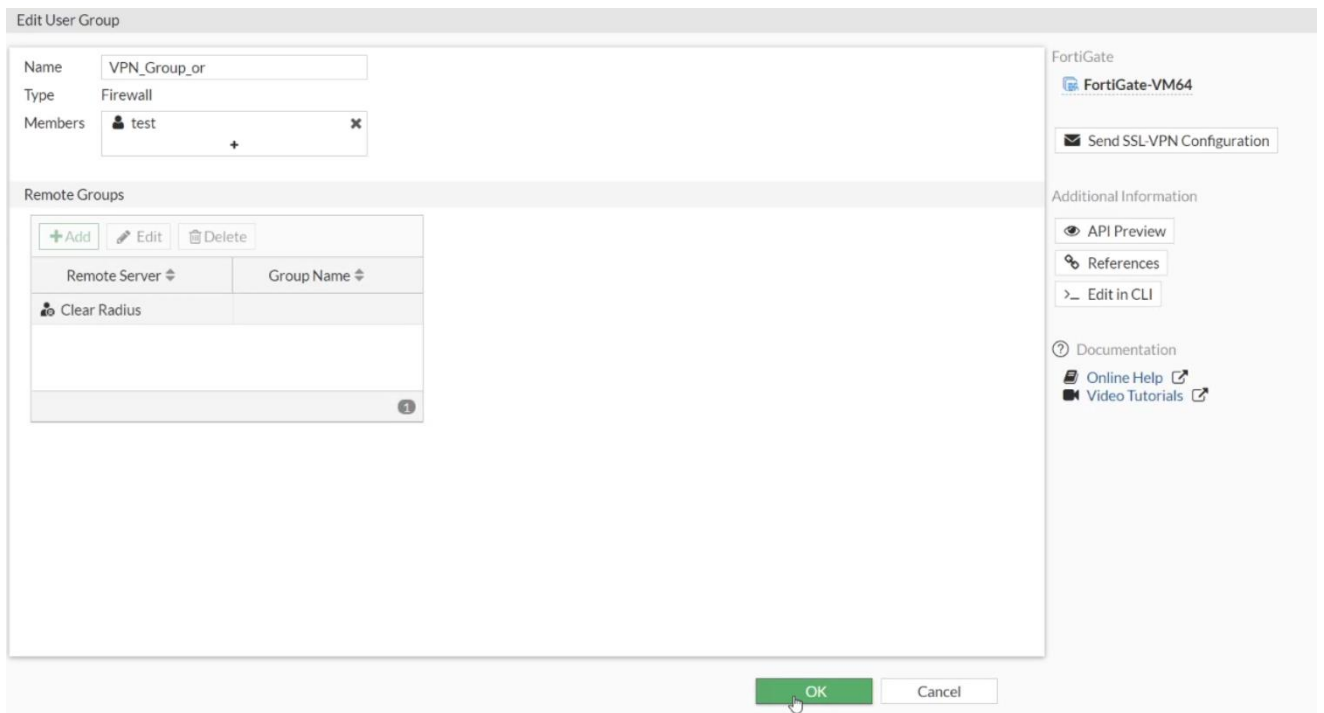 Edit User Group
Name VPN_Group_or
Type Firewall
Members test
+
Remote Groups
+Add Edit Delete
Remote Server Group Name
Clear Radius
1
OK Cancel
FortiGate
FortiGate-VM64
Send SSL-VPN Configuration
Additional Information
API Preview
References
>_ Edit in CLI
Documentation
Online Help
Video Tutorials